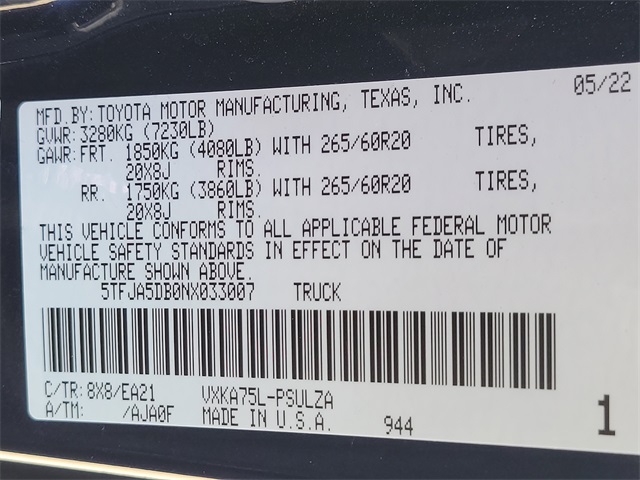 05/22
MFD.BY:TOYOTA MOTOR MANUFACTURING, TEXAS, INC.
GVWR:3280KG (7230LB)
GAWR:FRT. 1850KG (4080LB) WITH 265/60R20 TIRES,
20X8J RIMS.
RR. 1750KG (3860LB) WITH 265/60R20 TIRES,
20X8J RIMS.
THIS VEHICLE CONFORMS TO ALL APPLICABLE FEDERAL MOTOR
VEHICLE SAFETY STANDARDS IN EFFECT ON THE DATE OF
MANUFACTURE SHOWN ABOVE.
5TFJA5DB0NX033007 TRUCK
C/TR: 8X8/EA21 VXKA75L-PSULZA
A/TM: /AJA0F MADE IN U.S.A. 944 1